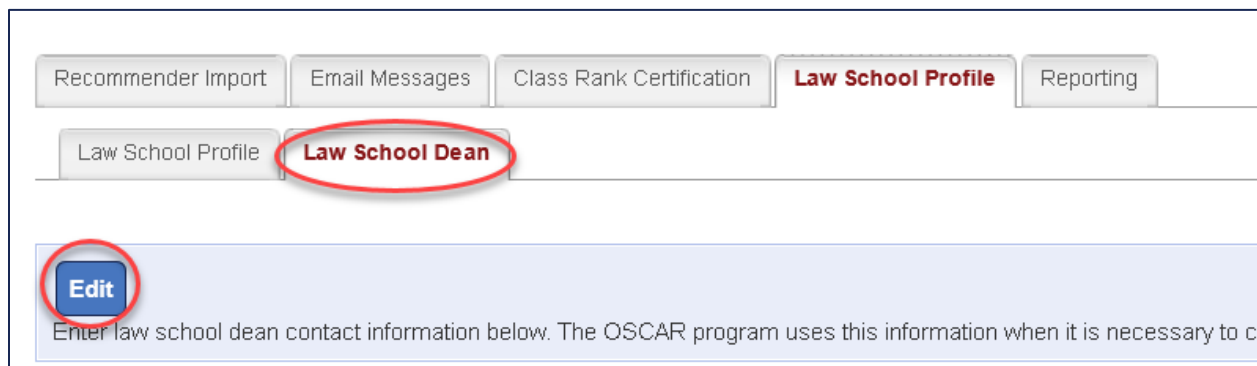 Recommender Import Email Messages Class Rank Certification Law School Profile Reporting
Law School Profile Law School Dean
Edit
Enter law school dean contact information below. The OSCAR program uses this information when it is necessary to c